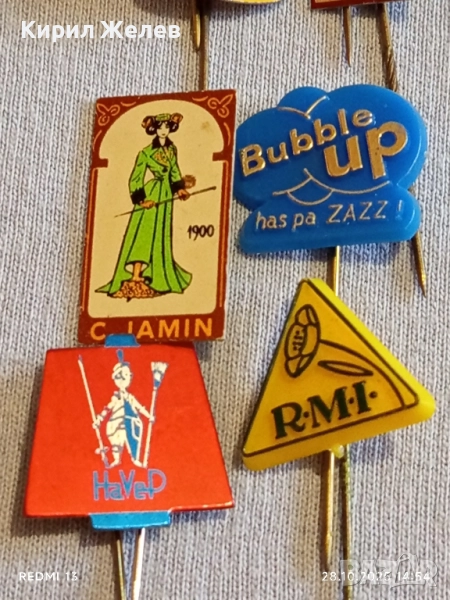 Кирил Желев
1900
C. JAMIN
Bubble
up
has pa ZAZZ!
HaVeP
R·M·I·
REDMI 13
28.10.2025 14:54